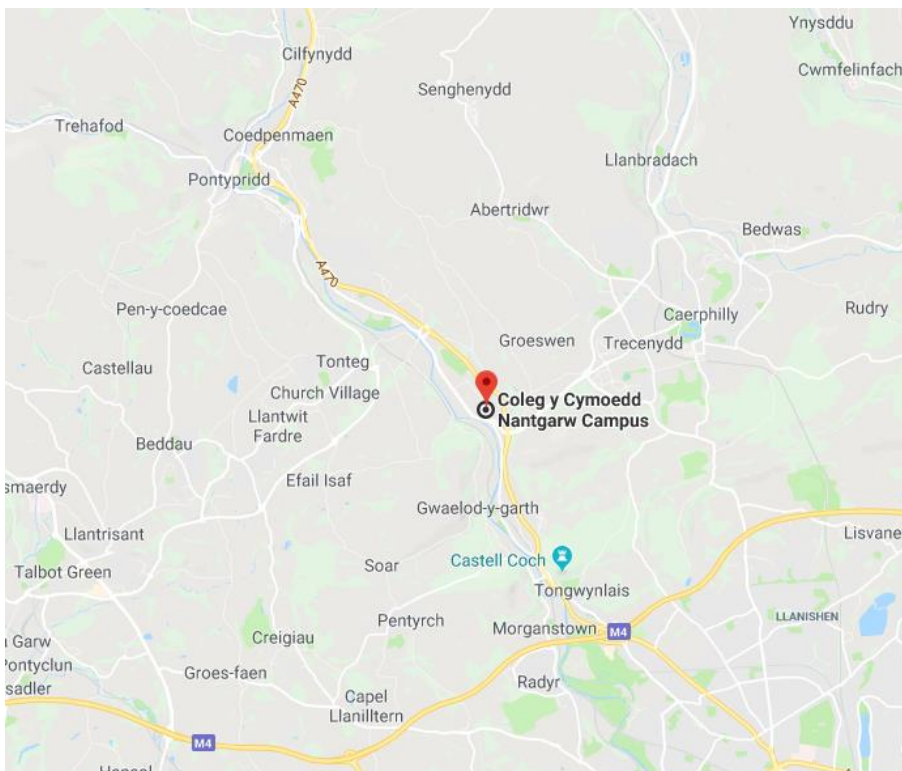 Ynysddu
Cilfynydd
Cwmfelinfach
Senghenydd
A470
Trehafod
Coedpenmaen
Llanbradach
Pontypridd
Abertridwr
Bedwas
A470
Pen-y-coedcae
Rudry
Caerphilly
Groeswen
Trecenydd
Tonteg
Castellau
Church Village
Coleg y Cymoedd
Nantgarw Campus
Llantwit
Fardre
Beddau
Efail Isaf
smaerdy
Gwaelod-y-garth
Llantrisant
Lisvane
Castell Coch
Soar
Talbot Green
Tongwynlais
Pentyrch
LLANISHEN
Morganstown
M4
Creigiau
Garw
Pontyclun
Groes-faen
sadler
Radyr
Capel
Llanilltern
M4